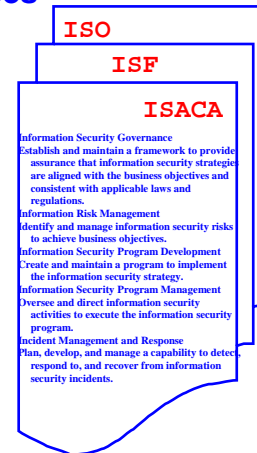 ISO
ISF
ISACA
Information Security Governance
Establish and maintain a framework to provide
assurance that information security strategies
are aligned with the business objectives and
consistent with applicable laws and
regulations.
Information Risk Management
Identify and manage information security risks
to achieve business objectives.
Information Security Program Development
Create and maintain a program to implement
the information security strategy.
Information Security Program Management
Oversee and direct information security
activities to execute the information security
program.
Incident Management and Response
Plan, develop, and manage a capability to detect,
respond to, and recover from information
security incidents.